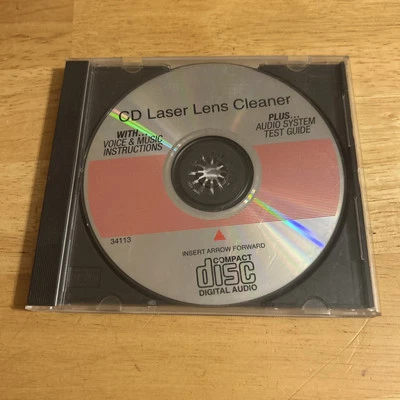 CD Laser Lens Cleaner
WITH...
VOICE & MUSIC
INSTRUCTIONS
PLUS...
AUDIO SYSTEM
TEST GUIDE
34113
INSERT ARROW FORWARD
COMPACT
disc
DIGITAL AUDIO